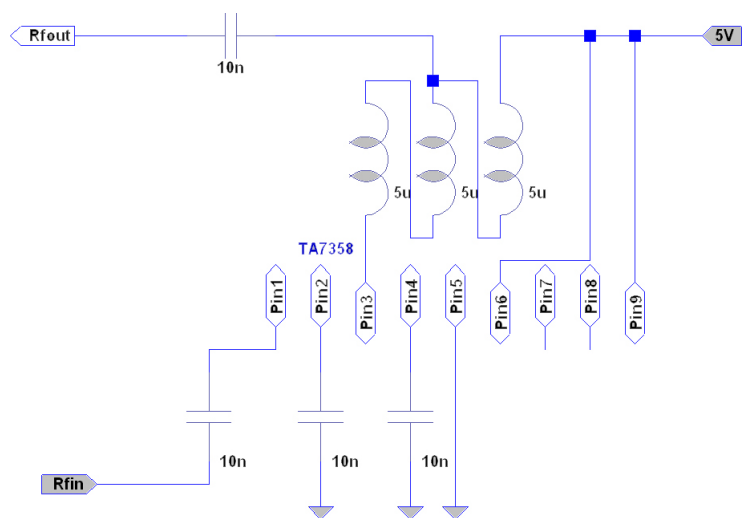 Rfout
5V
10n
5u
5u
5u
TA7358
Pin1
Pin2
Pin3
Pin4
Pin5
Pin6
Pin7
Pin8
Pin9
10n
10n
10n
Rfin